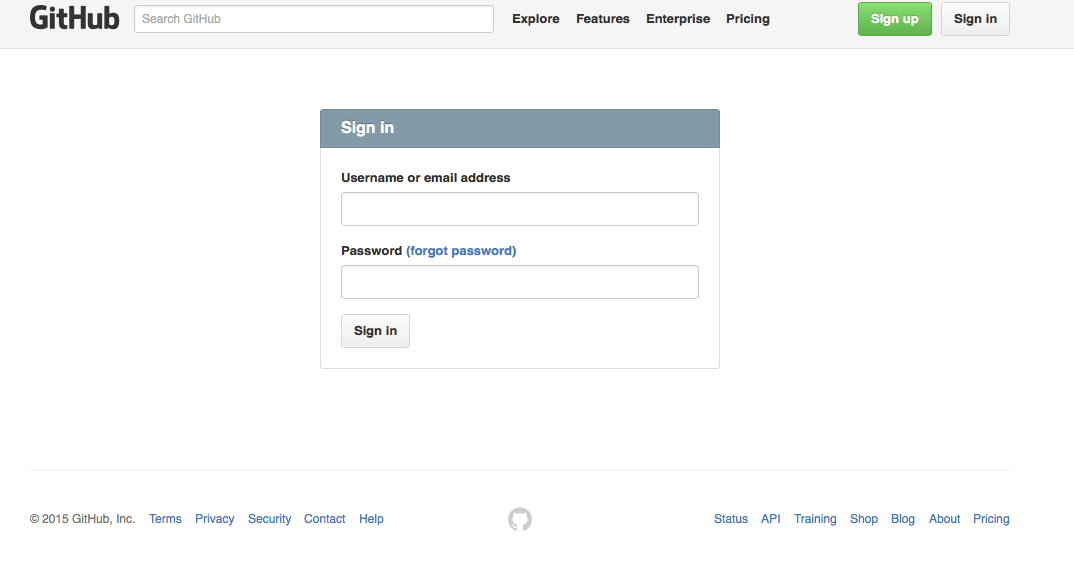 GitHub Search GitHub Explore Features Enterprise Pricing Sign up Sign in
Sign in
Username or email address
Password (forgot password)
Sign in
© 2015 GitHub, Inc. Terms Privacy Security Contact Help Status API Training Shop Blog About Pricing